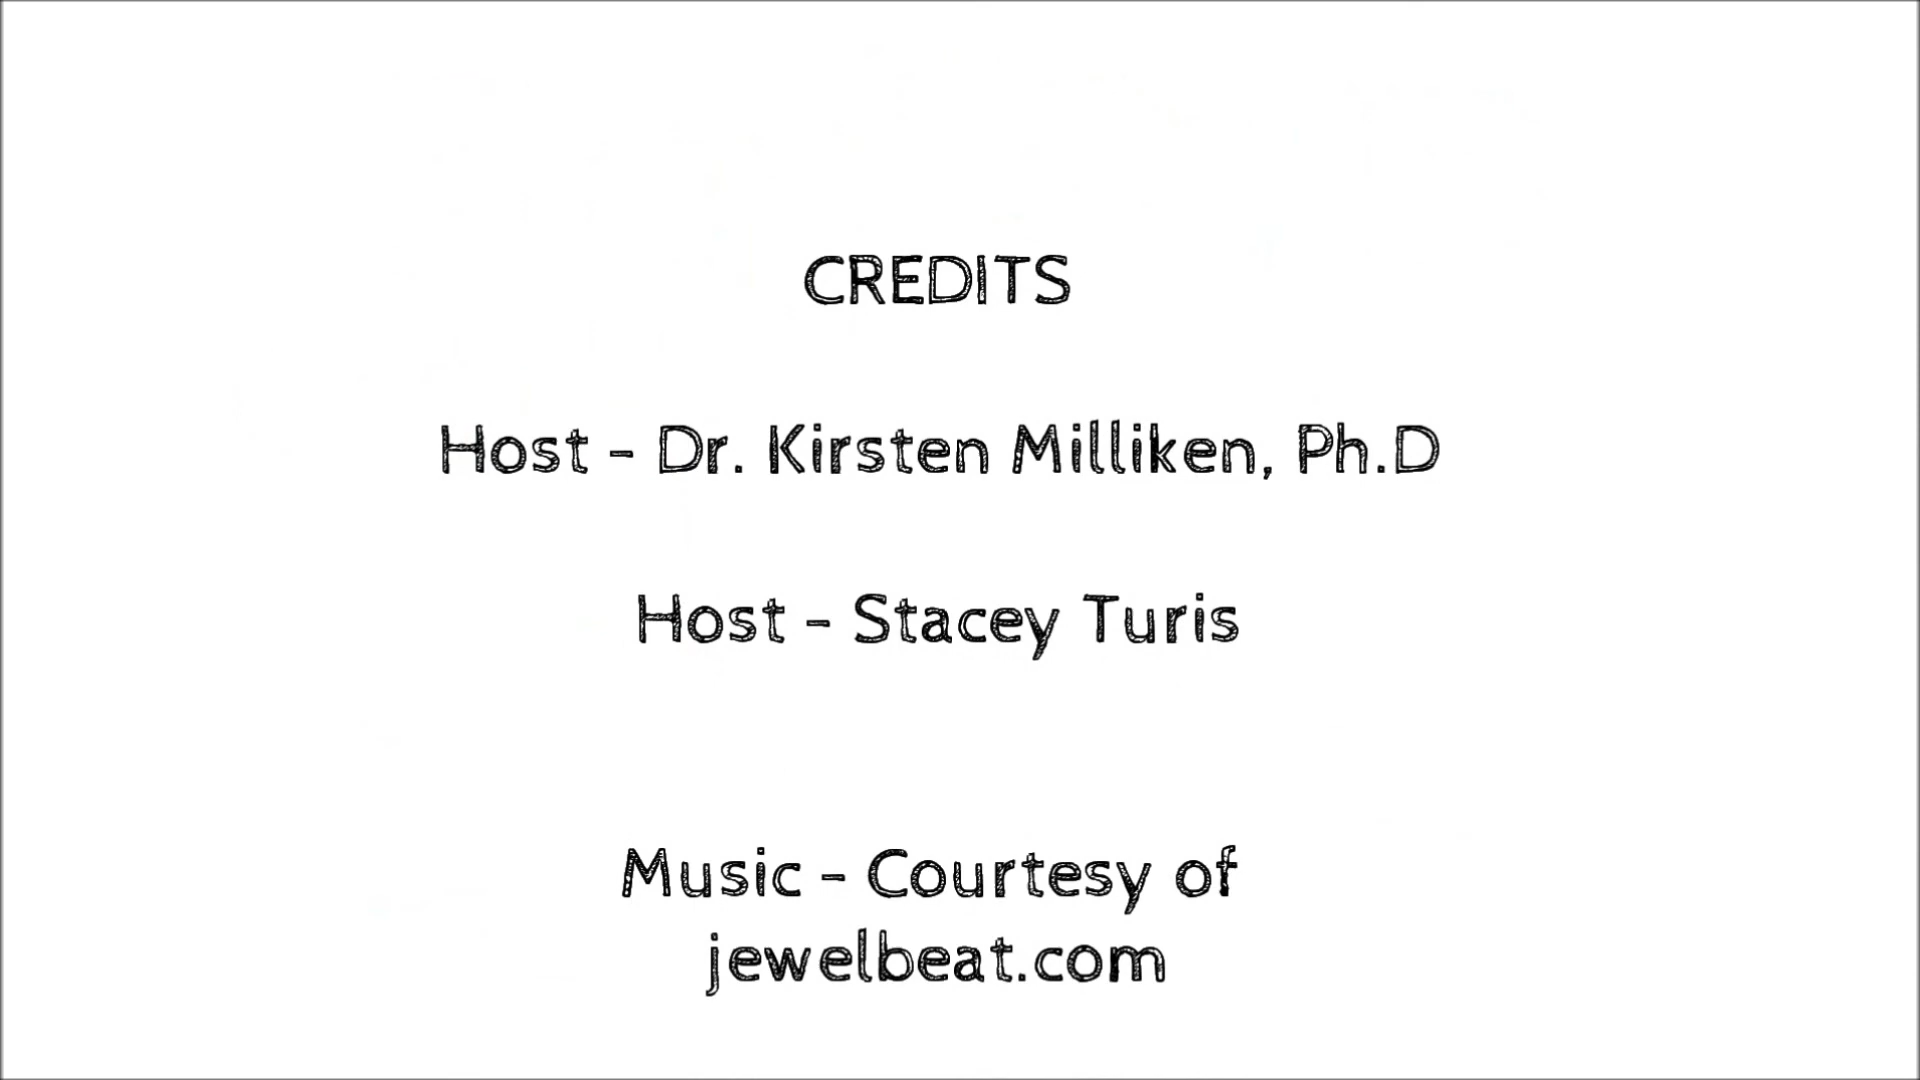 CREDITS
Host - Dr. Kirsten Milliken, Ph.D
Host - Stacey Turis
Music - Courtesy of
jewelbeat.com